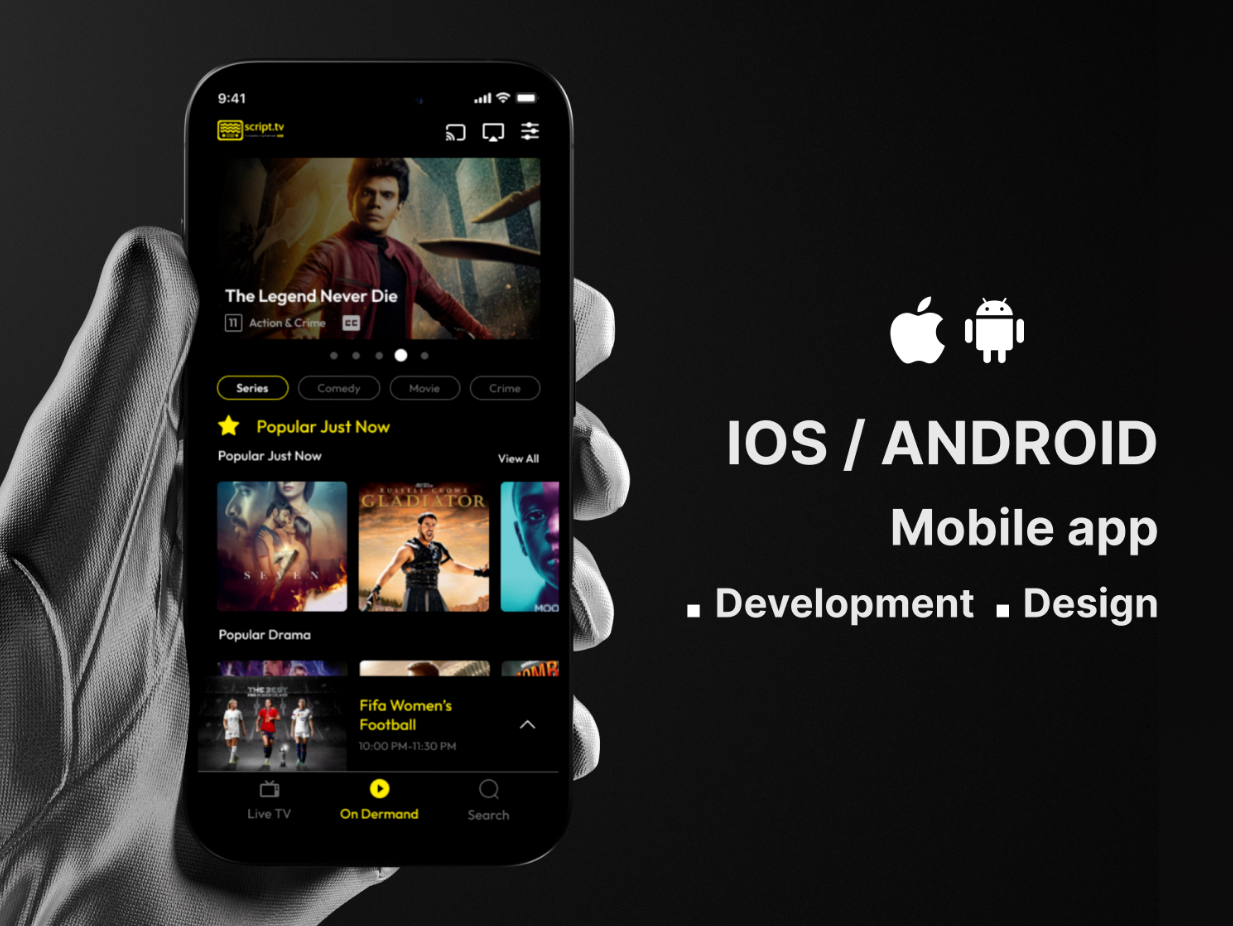 9:41
script.tv
The Legend Never Die
11 Action & Crime CC
Series Comedy Movie Crime
Popular Just Now
Popular Just Now View All
SEVEN
RUSSELL CROWE
GLADIATOR
MOO
Popular Drama
THE BEST
Fifa Women's
Football
10:00 PM-11:30 PM
Live TV On Dermand Search
IOS / ANDROID
Mobile app
Development Design